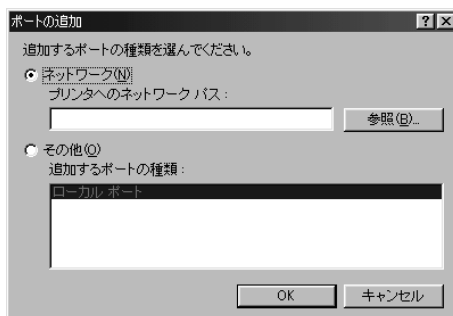 ポートの追加
追加するポートの種類を選んでください。
ネットワーク(N)
プリンタへのネットワーク パス:
参照(B)...
その他(O)
追加するポートの種類:
ローカル ポート
OK
キャンセル